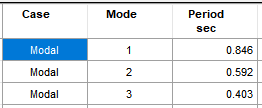 Case Mode Period
sec
Modal 1 0.846
Modal 2 0.592
Modal 3 0.403